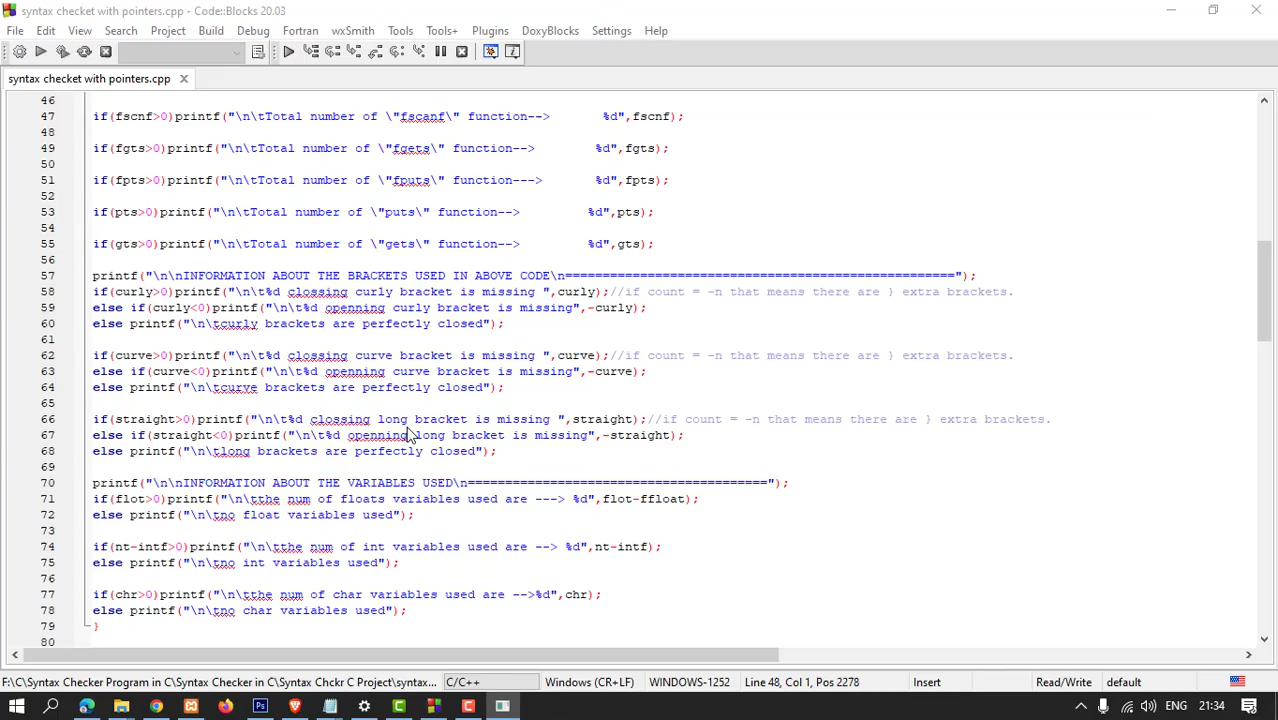 syntax checket with pointers.cpp - Code::Blocks 20.03
File Edit View Search Project Build Debug Fortran wxSmith Tools Tools+ Plugins DoxyBlocks Settings Help
syntax checket with pointers.cpp
46
47 if(fscnf>0)printf("\n\tTotal number of \"fscanf\" function--> %d",fscnf);
48
49 if(fgts>0)printf("\n\tTotal number of \"fgets\" function--> %d",fgts);
50
51 if(fpts>0)printf("\n\tTotal number of \"fputs\" function---> %d",fpts);
52
53 if(pts>0)printf("\n\tTotal number of \"puts\" function--> %d",pts);
54
55 if(gts>0)printf("\n\tTotal number of \"gets\" function--> %d",gts);
56
57 printf("\n\nINFORMATION ABOUT THE BRACKETS USED IN ABOVE CODE\n====================================================");
58 if(curly>0)printf("\n\t%d clossing curly bracket is missing ",curly);//if count = -n that means there are } extra brackets.
59 else if(curly<0)printf("\n\t%d openning curly bracket is missing",-curly);
60 else printf("\n\tcurly brackets are perfectly closed");
61
62 if(curve>0)printf("\n\t%d clossing curve bracket is missing ",curve);//if count = -n that means there are } extra brackets.
63 else if(curve<0)printf("\n\t%d openning curve bracket is missing",-curve);
64 else printf("\n\tcurve brackets are perfectly closed");
65
66 if(straight>0)printf("\n\t%d clossing long bracket is missing ",straight);//if count = -n that means there are } extra brackets.
67 else if(straight<0)printf("\n\t%d openning long bracket is missing",-straight);
68 else printf("\n\tlong brackets are perfectly closed");
69
70 printf("\n\nINFORMATION ABOUT THE VARIABLES USED\n========================================");
71 if(flot>0)printf("\n\tthe num of floats variables used are ---> %d",flot-ffloat);
72 else printf("\n\tno float variables used");
73
74 if(nt-intf>0)printf("\n\tthe num of int variables used are --> %d",nt-intf);
75 else printf("\n\tno int variables used");
76
77 if(chr>0)printf("\n\tthe num of char variables used are -->%d",chr);
78 else printf("\n\tno char variables used");
79 }
80
F:\C\Syntax Checker Program in C\Syntax Checker in C\Syntax Chckr C Project\syntax... C/C++ Windows (CR+LF) WINDOWS-1252 Line 48, Col 1, Pos 2278 Insert Read/Write default
ENG 21:34